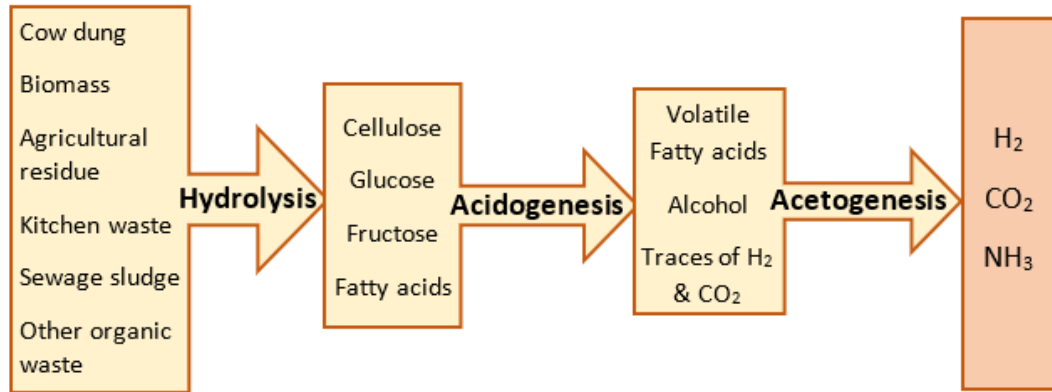 Cow dung
Biomass
Agricultural
residue
Kitchen waste
Sewage sludge
Other organic
waste
Hydrolysis
Cellulose
Glucose
Fructose
Fatty acids
Acidogenesis
Volatile
Fatty acids
Alcohol
Traces of H₂
& CO₂
Acetogenesis
H₂
CO₂
NH₃